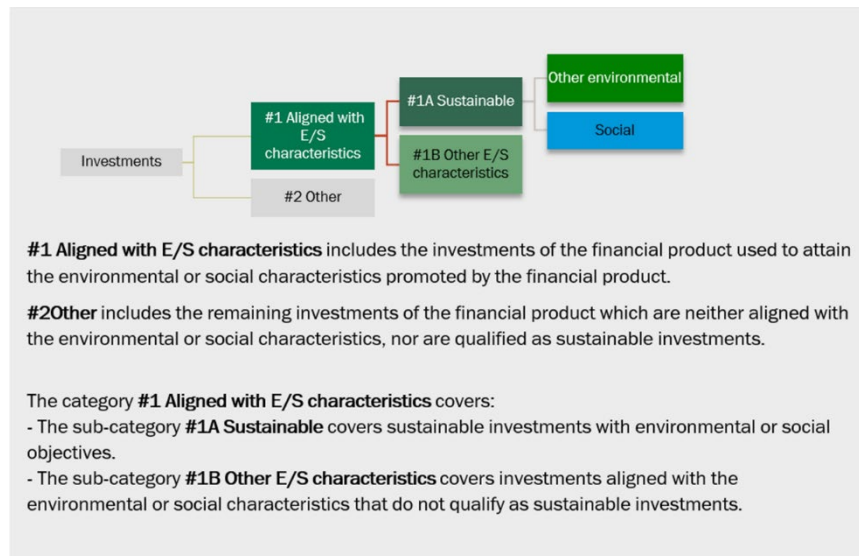 Other environmental
#1A Sustainable
#1 Aligned with
E/S
characteristics
Social
#1B Other E/S
characteristics
Investments
#2 Other
#1 Aligned with E/S characteristics includes the investments of the financial product used to attain
the environmental or social characteristics promoted by the financial product.
#2Other includes the remaining investments of the financial product which are neither aligned with
the environmental or social characteristics, nor are qualified as sustainable investments.
The category #1 Aligned with E/S characteristics covers:
- The sub-category #1A Sustainable covers sustainable investments with environmental or social
objectives.
- The sub-category #1B Other E/S characteristics covers investments aligned with the
environmental or social characteristics that do not qualify as sustainable investments.